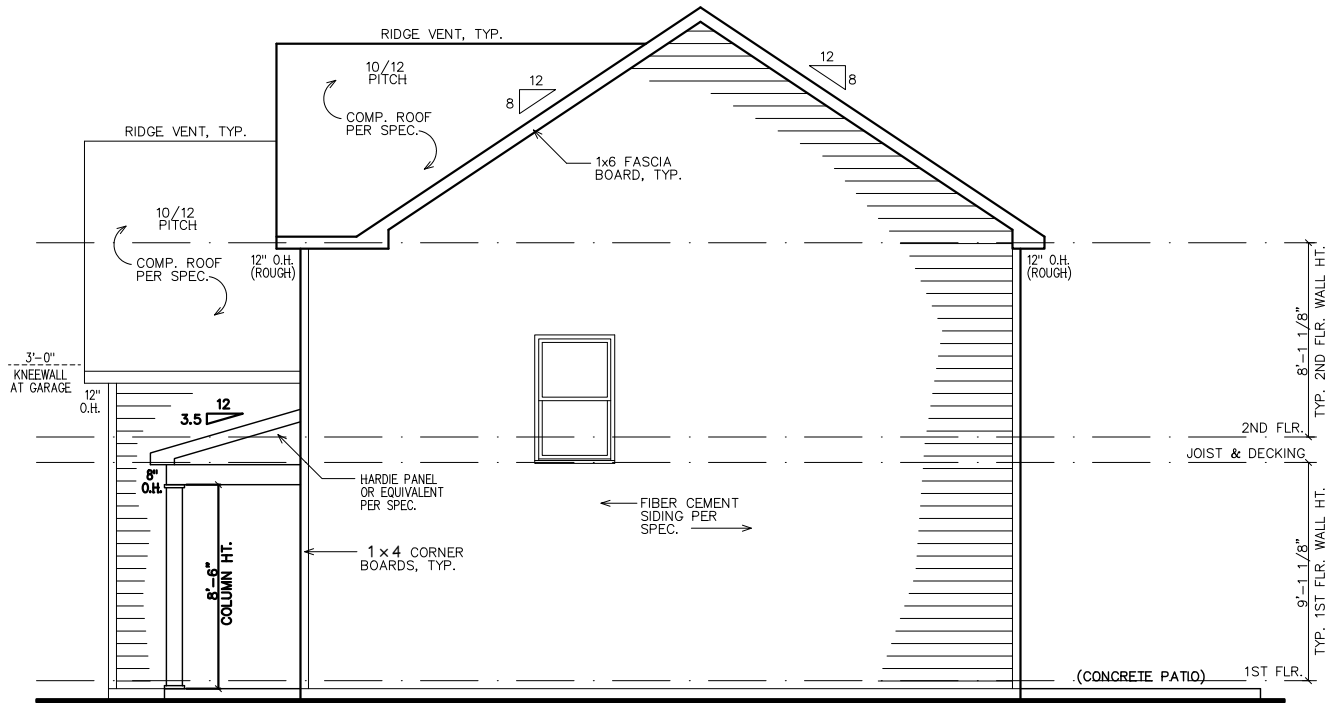 RIDGE VENT, TYP.
10/12
PITCH
COMP. ROOF
PER SPEC.
12
8
12
8
1x6 FASCIA
BOARD, TYP.
RIDGE VENT, TYP.
10/12
PITCH
COMP. ROOF
PER SPEC.
12" O.H.
(ROUGH)
12" O.H.
(ROUGH)
3'-0"
KNEEWALL
AT GARAGE
12"
O.H.
12
3.5
8"
O.H.
HARDIE PANEL
OR EQUIVALENT
PER SPEC.
FIBER CEMENT
SIDING PER
SPEC.
1 x 4 CORNER
BOARDS, TYP.
8'-6"
COLUMN HT.
8'-1 1/8"
TYP. 2ND FLR. WALL HT.
2ND FLR.
JOIST & DECKING
9'-1 1/8"
TYP. 1ST FLR. WALL HT.
1ST FLR.
(CONCRETE PATIO)